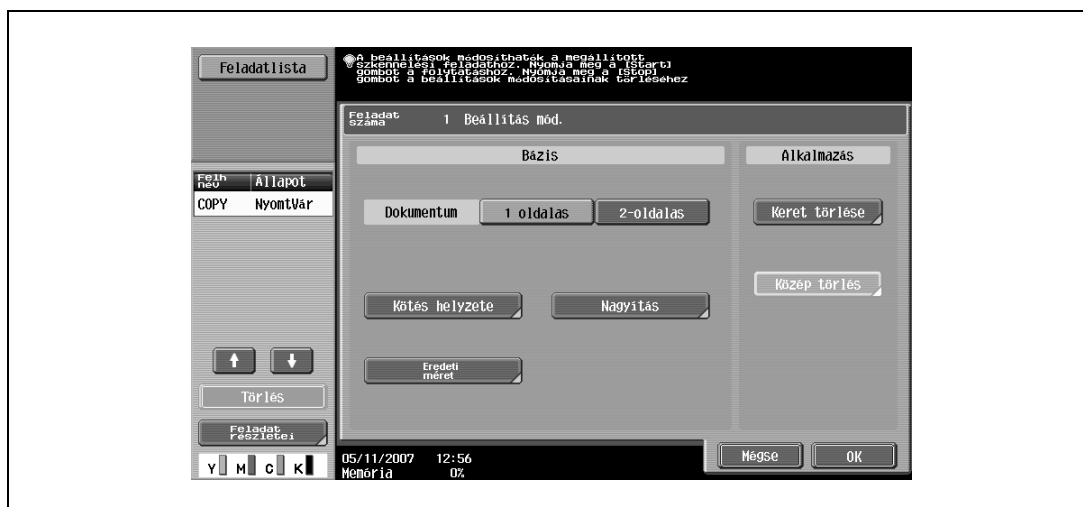 Feladatlista
A beállítások módosíthatók a megállított
szkennelési feladathoz. Nyomja meg a [Start]
gombot a folytatáshoz. Nyomja meg a [Stop]
gombot a beállítások módosításainak törléséhez
Feladat
száma
1 Beállítás mód.
Bázis
Alkalmazás
Felh
név
Állapot
COPY NyomtVár
Dokumentum 1 oldalas 2-oldalas
Keret törlése
Közép törlés
Kötés helyzete Nagyítás
Eredeti
méret
Törlés
Feladat
részletei
Y M C K
05/11/2007 12:56
Memória 0%
Mégse OK